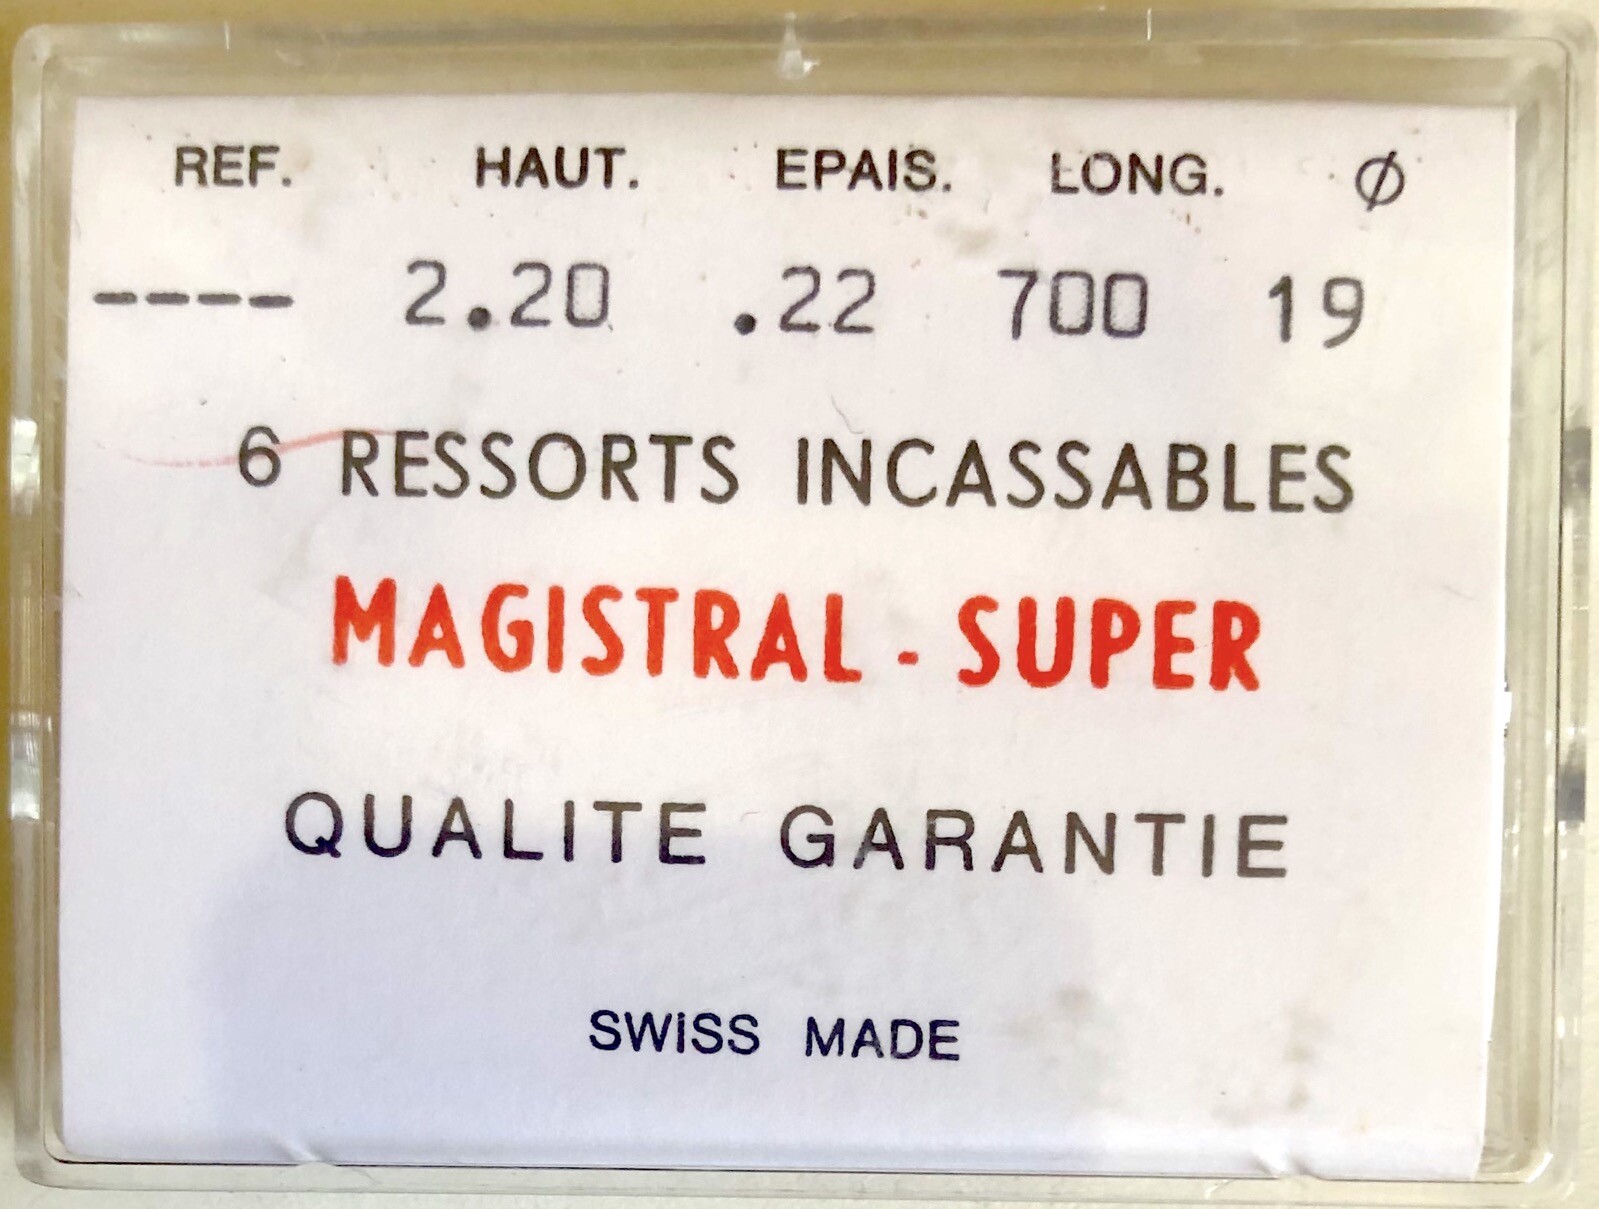 REF. HAUT. EPAIS. LONG. Ø
---- 2.20 .22 700 19
6 RESSORTS INCASSABLES
MAGISTRAL - SUPER
QUALITE GARANTIE
SWISS MADE